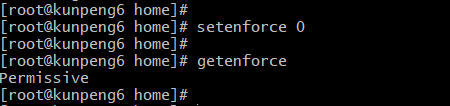 [root@kunpeng6 home]#
[root@kunpeng6 home]# setenforce 0
[root@kunpeng6 home]#
[root@kunpeng6 home]# getenforce
Permissive
[root@kunpeng6 home]#